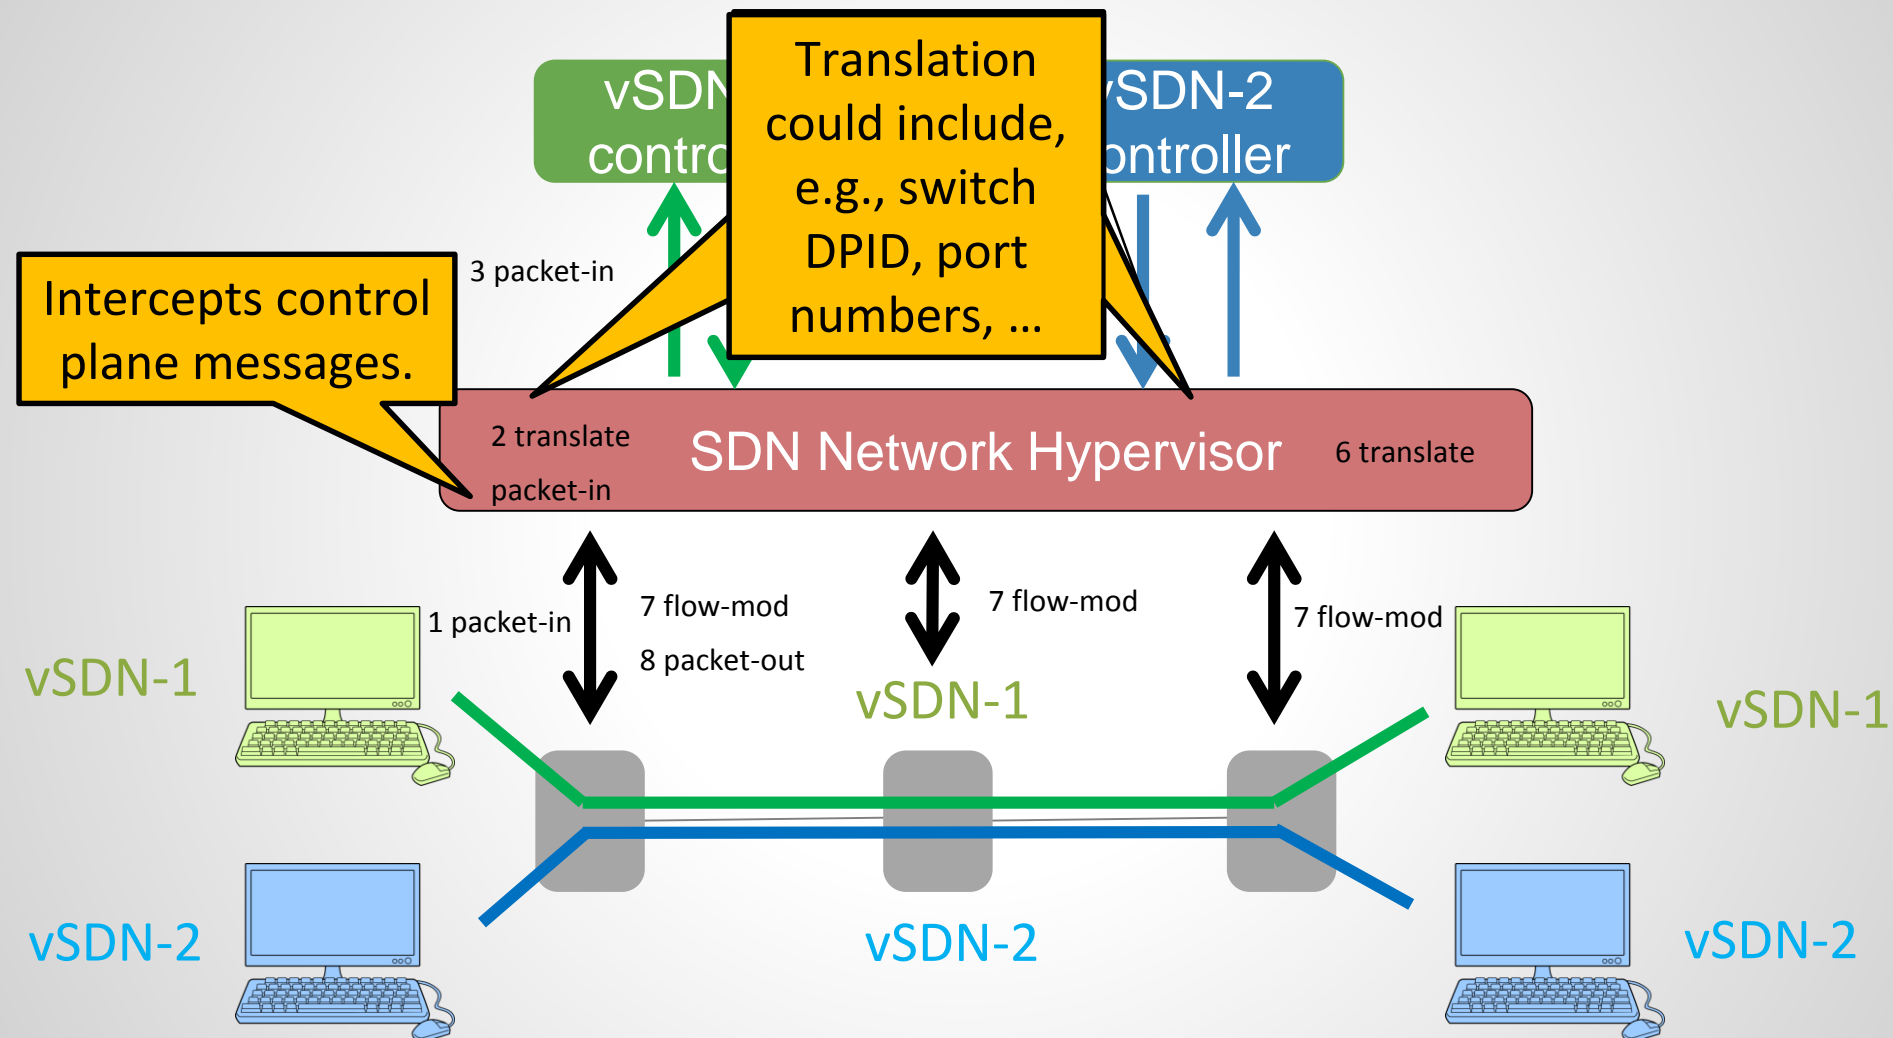 vSDN
contro
Translation
could include,
e.g., switch
DPID, port
numbers, ...
vSDN-2
ontroller
Intercepts control
plane messages.
3 packet-in
2 translate
packet-in
SDN Network Hypervisor
6 translate
1 packet-in
7 flow-mod
8 packet-out
7 flow-mod
7 flow-mod
vSDN-1
vSDN-1
vSDN-1
vSDN-2
vSDN-2
vSDN-2